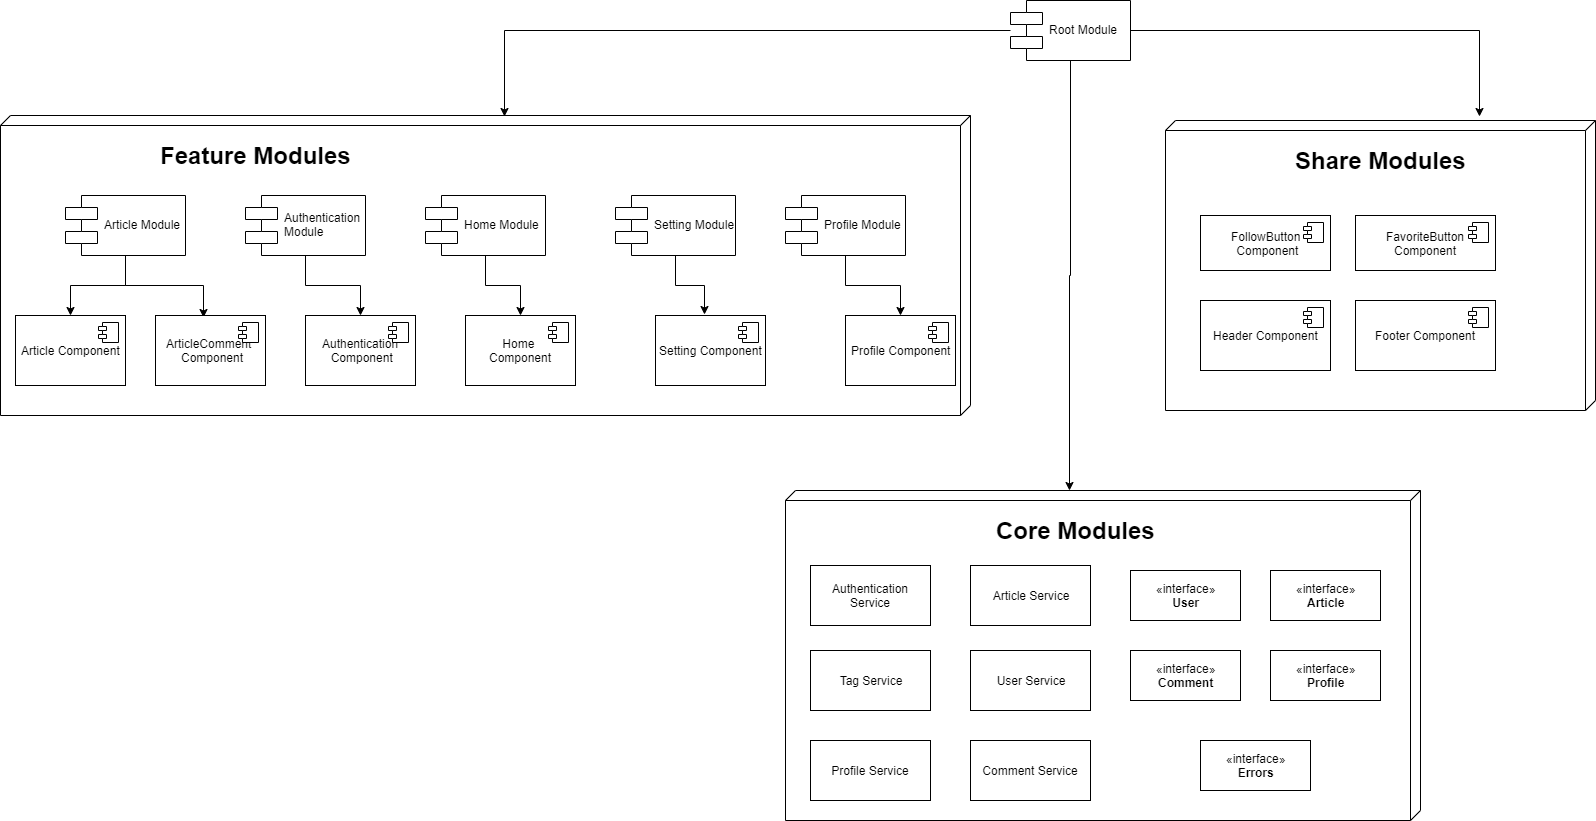 Root Module
Feature Modules
Article Module
Authentication
Module
Home Module
Setting Module
Profile Module
Article Component
ArticleComment
Component
Authentication
Component
Home
Component
Setting Component
Profile Component
Share Modules
FollowButton
Component
FavoriteButton
Component
Header Component
Footer Component
Core Modules
Authentication
Service
Article Service
«interface»
User
«interface»
Article
Tag Service
User Service
«interface»
Comment
«interface»
Profile
Profile Service
Comment Service
«interface»
Errors